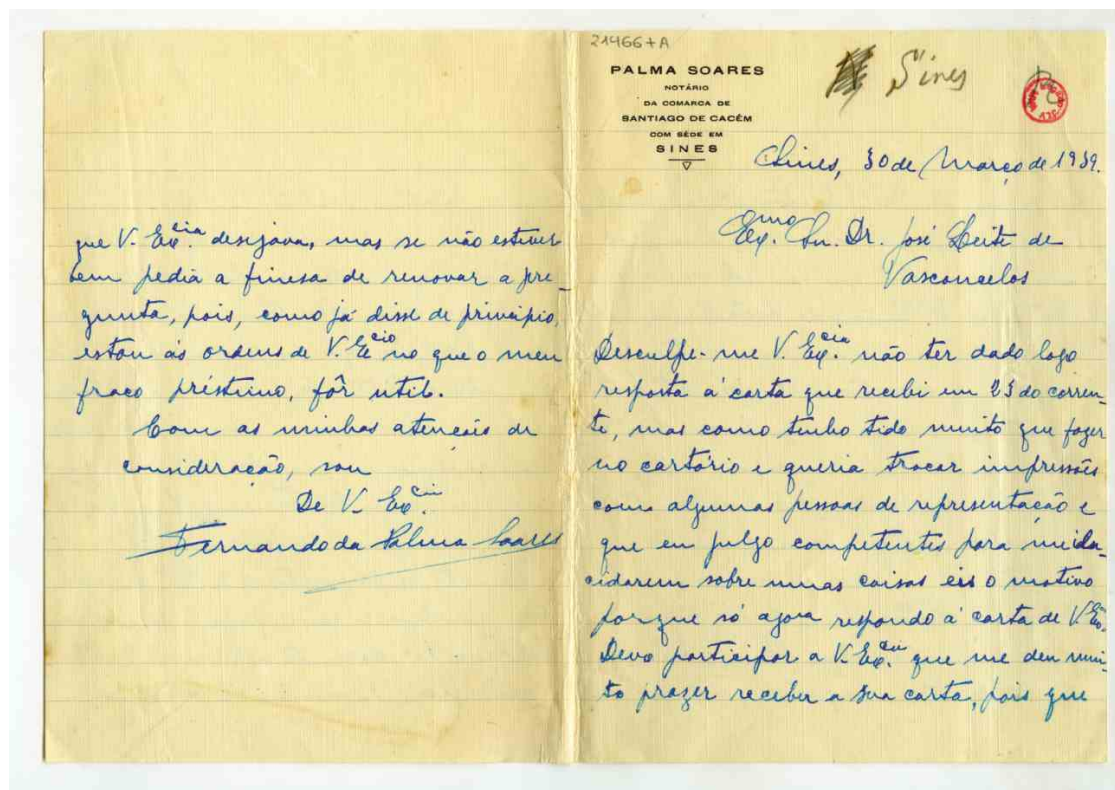 21466+A
PALMA SOARES
NOTÁRIO
DA COMARCA DE
SANTIAGO DE CACÉM
COM SÉDE EM
SINES
Sines
Sines, 30 de Março de 1939.
Ex.mo Snr. Dr. José Leite de
Vasconcelos
Desculpe-me V. Ex.cia não ter dado logo
resposta á carta que recebi em 23 do corren-
te, mas como tenho tido muito que fazer
no cartório e queria trocar impressões
com algumas pessoas de representação e
que eu julgo competentes para me elu-
cidarem sobre umas coisas eis o motivo
porque só agora respondo á carta de V. Ex.
Devo participar a V. Ex.cia que me deu mui-
to prazer receber a sua carta, pois que
que V. Ex.cia desejava, mas se não estiver
bem pedia a finesa de renovar a pre-
gunta, pois, como já disse de princípio,
estou ás ordens de V. Ex.cia no que o meu
fraco préstimo, fôr util.
Com as minhas atenções de
consideração, sou
De V. Ex.cia
Fernando da Palma Soares